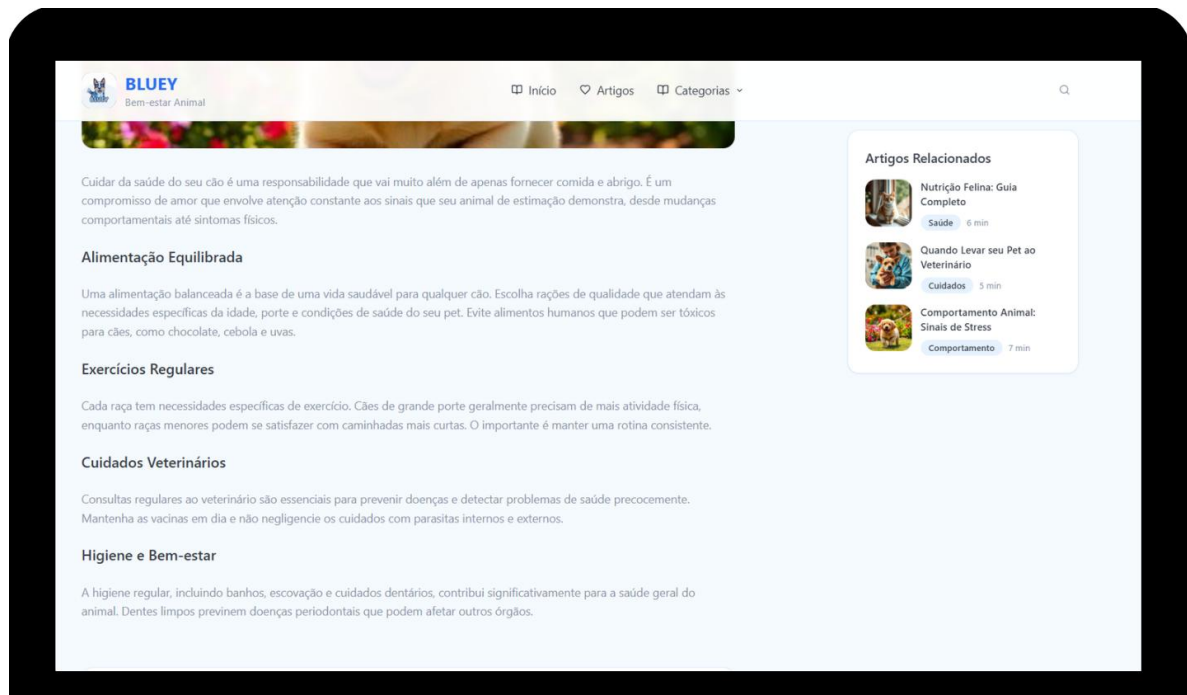 BLUEY
Bem-estar Animal
Início
Artigos
Categorias
Cuidar da saúde do seu cão é uma responsabilidade que vai muito além de apenas fornecer comida e abrigo. É um
compromisso de amor que envolve atenção constante aos sinais que seu animal de estimação demonstra, desde mudanças
comportamentais até sintomas físicos.
Alimentação Equilibrada
Uma alimentação balanceada é a base de uma vida saudável para qualquer cão. Escolha rações de qualidade que atendam às
necessidades específicas da idade, porte e condições de saúde do seu pet. Evite alimentos humanos que podem ser tóxicos
para cães, como chocolate, cebola e uvas.
Exercícios Regulares
Cada raça tem necessidades específicas de exercício. Cães de grande porte geralmente precisam de mais atividade física,
enquanto raças menores podem se satisfazer com caminhadas mais curtas. O importante é manter uma rotina consistente.
Cuidados Veterinários
Consultas regulares ao veterinário são essenciais para prevenir doenças e detectar problemas de saúde precocemente.
Mantenha as vacinas em dia e não negligencie os cuidados com parasitas internos e externos.
Higiene e Bem-estar
A higiene regular, incluindo banhos, escovação e cuidados dentários, contribui significativamente para a saúde geral do
animal. Dentes limpos previnem doenças periodontais que podem afetar outros órgãos.
Artigos Relacionados
Nutrição Felina: Guia
Completo
Saúde 6 min
Quando Levar seu Pet ao
Veterinário
Cuidados 5 min
Comportamento Animal:
Sinais de Stress
Comportamento 7 min